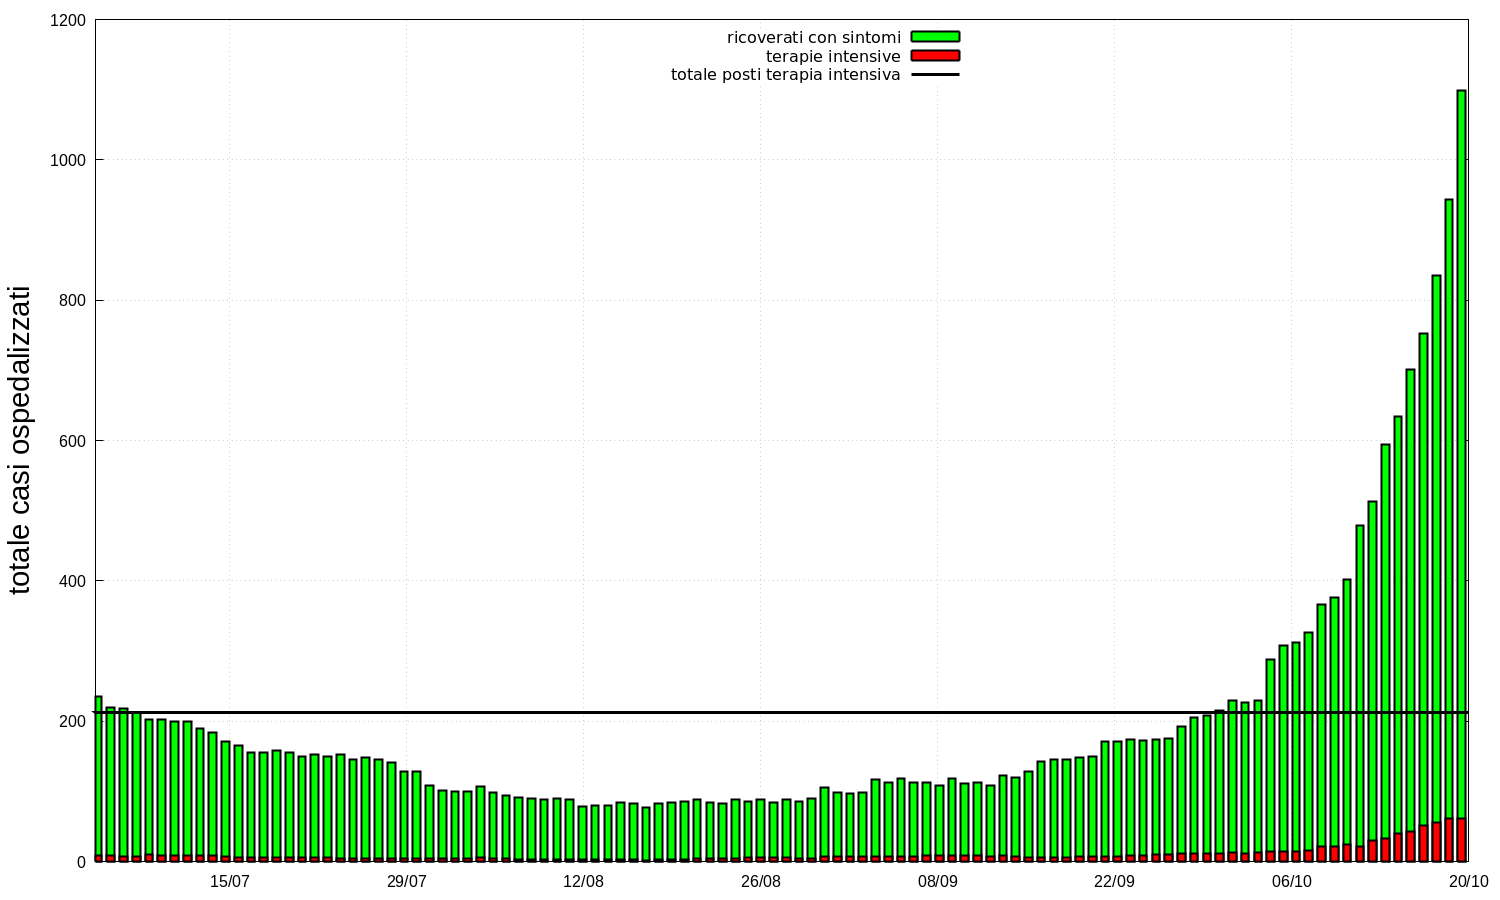 1200
1000
800
600
400
200
0
totale casi ospedalizzati
ricoverati con sintomi
terapie intensive
totale posti terapia intensiva
15/07 29/07 12/08 26/08 08/09 22/09 06/10 20/10